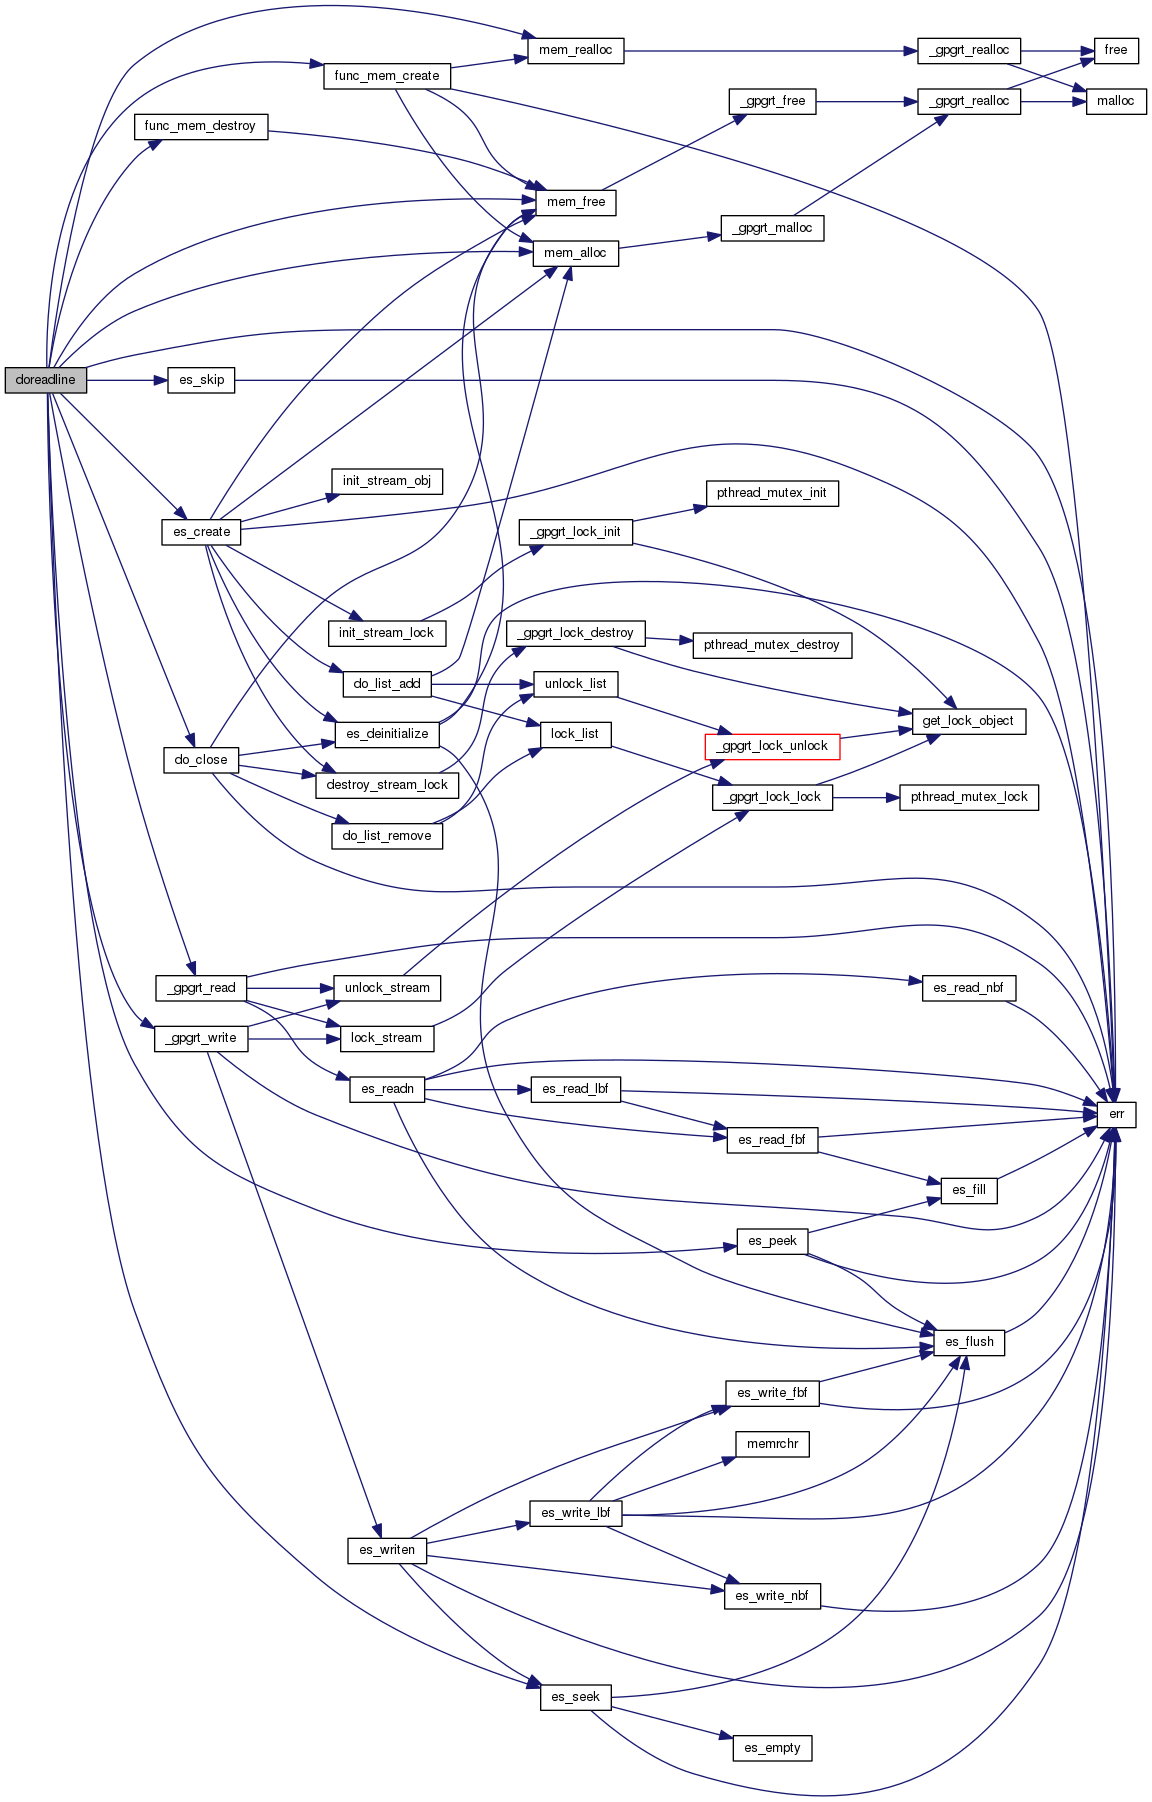 mem_realloc
_gpgrt_realloc
free
func_mem_create
_gpgrt_free
_gpgrt_realloc
malloc
func_mem_destroy
mem_free
_gpgrt_malloc
mem_alloc
doreadline
es_skip
init_stream_obj
pthread_mutex_init
es_create
_gpgrt_lock_init
init_stream_lock
_gpgrt_lock_destroy
pthread_mutex_destroy
do_list_add
unlock_list
get_lock_object
es_deinitialize
lock_list
_gpgrt_lock_unlock
do_close
destroy_stream_lock
_gpgrt_lock_lock
pthread_mutex_lock
do_list_remove
_gpgrt_read
unlock_stream
es_read_nbf
_gpgrt_write
lock_stream
es_readn
es_read_lbf
err
es_read_fbf
es_fill
es_peek
es_flush
es_write_fbf
memrchr
es_write_lbf
es_writen
es_write_nbf
es_seek
es_empty